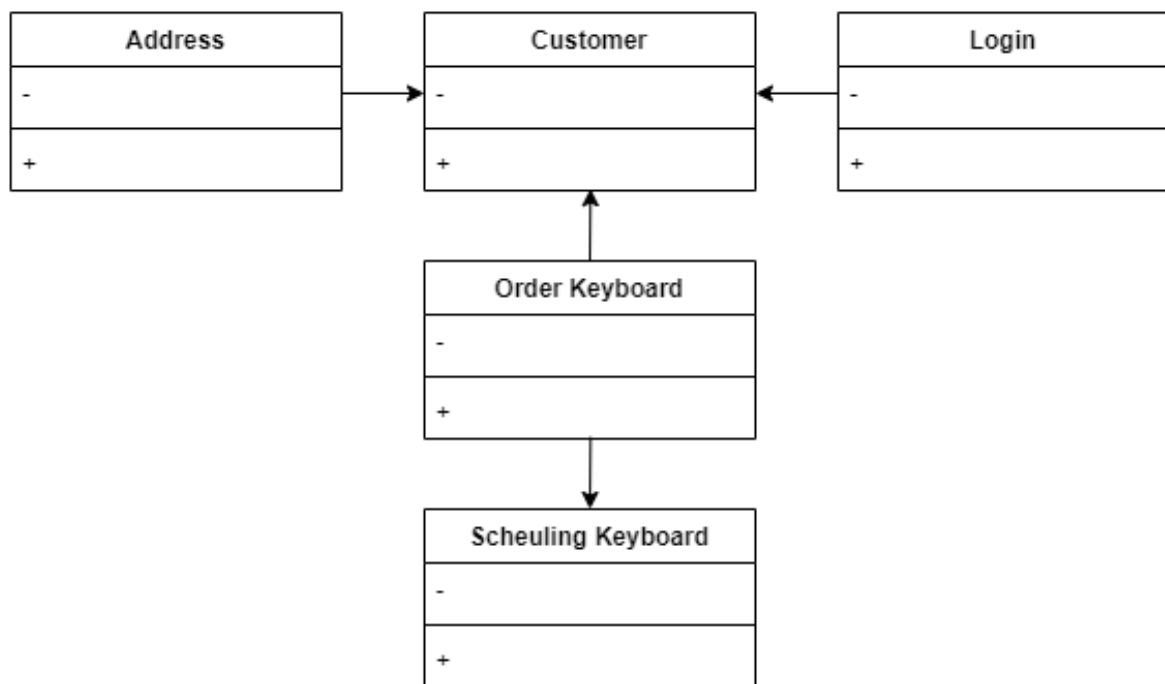 Address
-
+
Customer
-
+
Login
-
+
Order Keyboard
-
+
Scheuling Keyboard
-
+